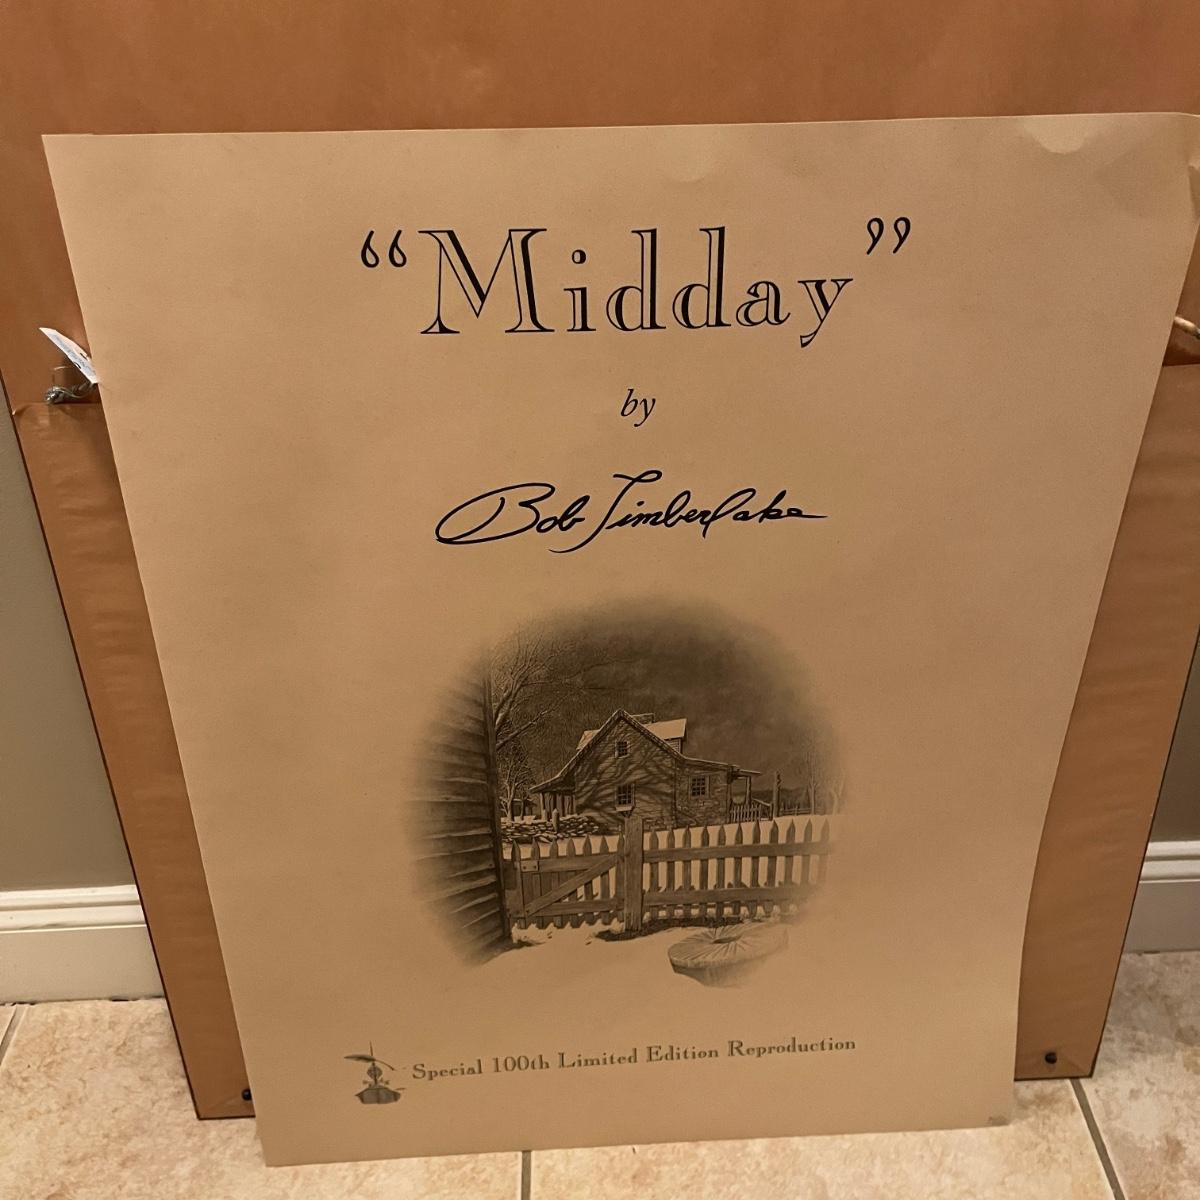 “Midday”
by
Bob Timberlake
Special 100th Limited Edition Reproduction